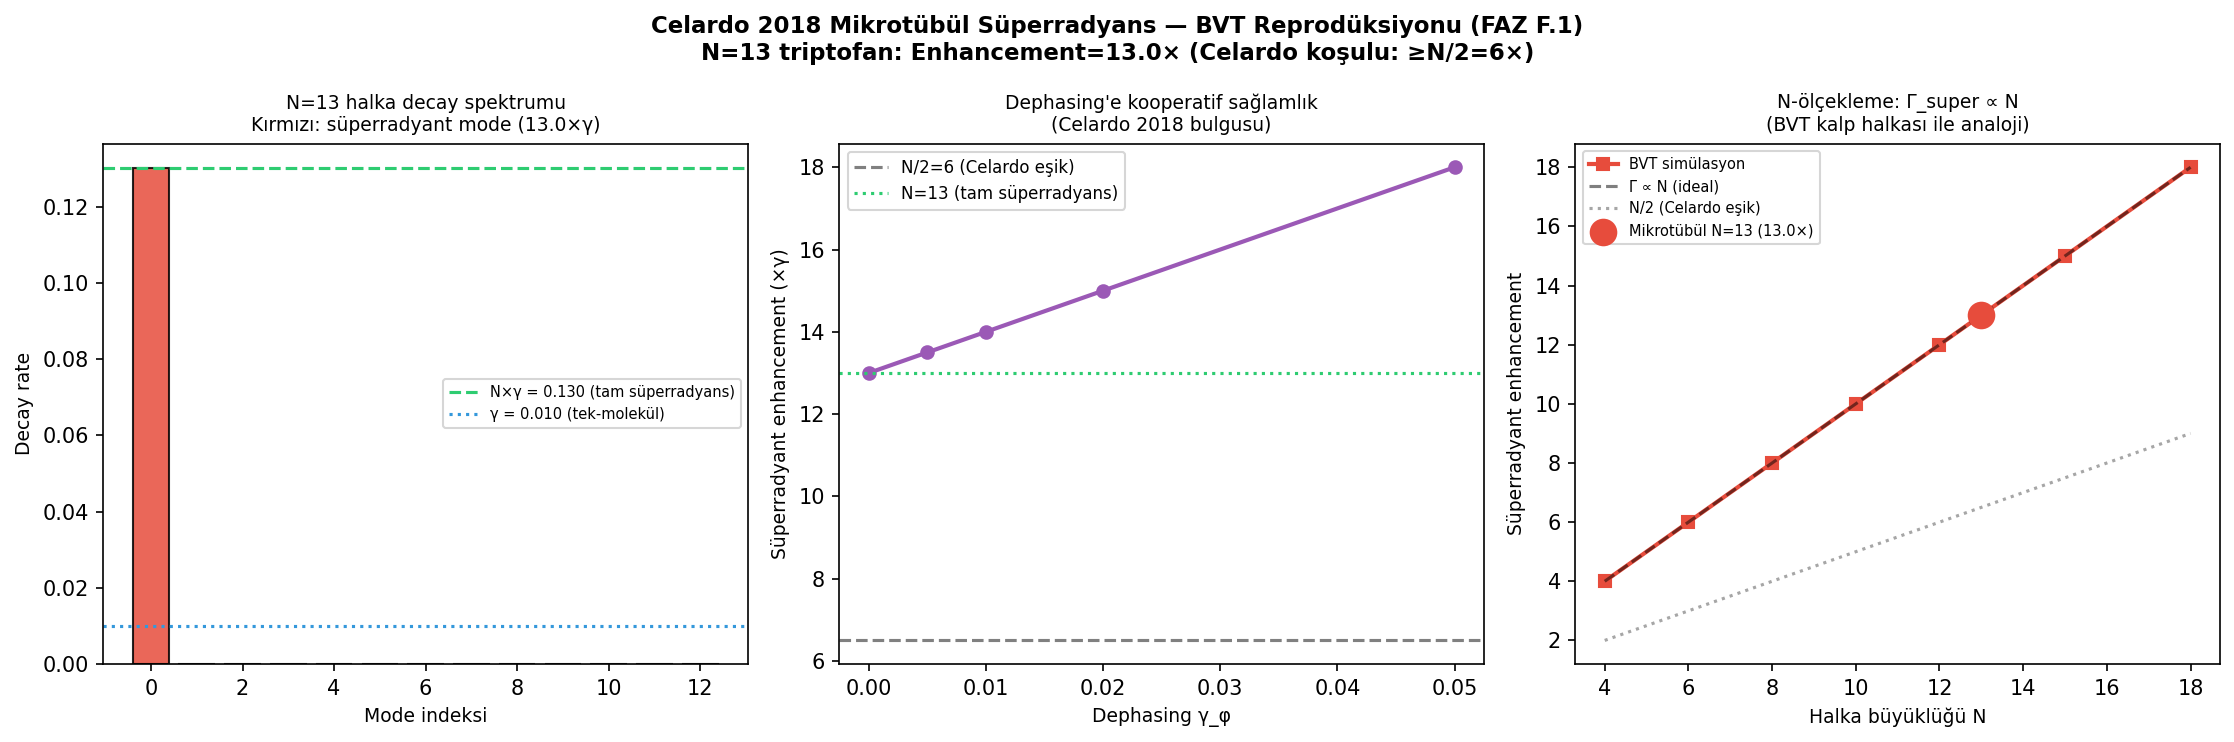 Celardo 2018 Mikrotübül Süperradyans — BVT Reprodüksiyonu (FAZ F.1)
N=13 triptofan: Enhancement=13.0× (Celardo koşulu: ≥N/2=6×)
N=13 halka decay spektrumu
Kırmızı: süperradyant mode (13.0×γ)
Decay rate
0.12
0.10
0.08
0.06
0.04
0.02
0.00
N×γ = 0.130 (tam süperradyans)
γ = 0.010 (tek-molekül)
0 2 4 6 8 10 12
Mode indeksi
Dephasing'e kooperatif sağlamlık
(Celardo 2018 bulgusu)
Süperradyant enhancement (×γ)
18
16
14
12
10
8
6
N/2=6 (Celardo eşik)
N=13 (tam süperradyans)
0.00 0.01 0.02 0.03 0.04 0.05
Dephasing γ_φ
N-ölçekleme: Γ_super ∝ N
(BVT kalp halkası ile analoji)
Süperradyant enhancement
18
16
14
12
10
8
6
4
2
BVT simülasyon
Γ ∝ N (ideal)
N/2 (Celardo eşik)
Mikrotübül N=13 (13.0×)
4 6 8 10 12 14 16 18
Halka büyüklüğü N